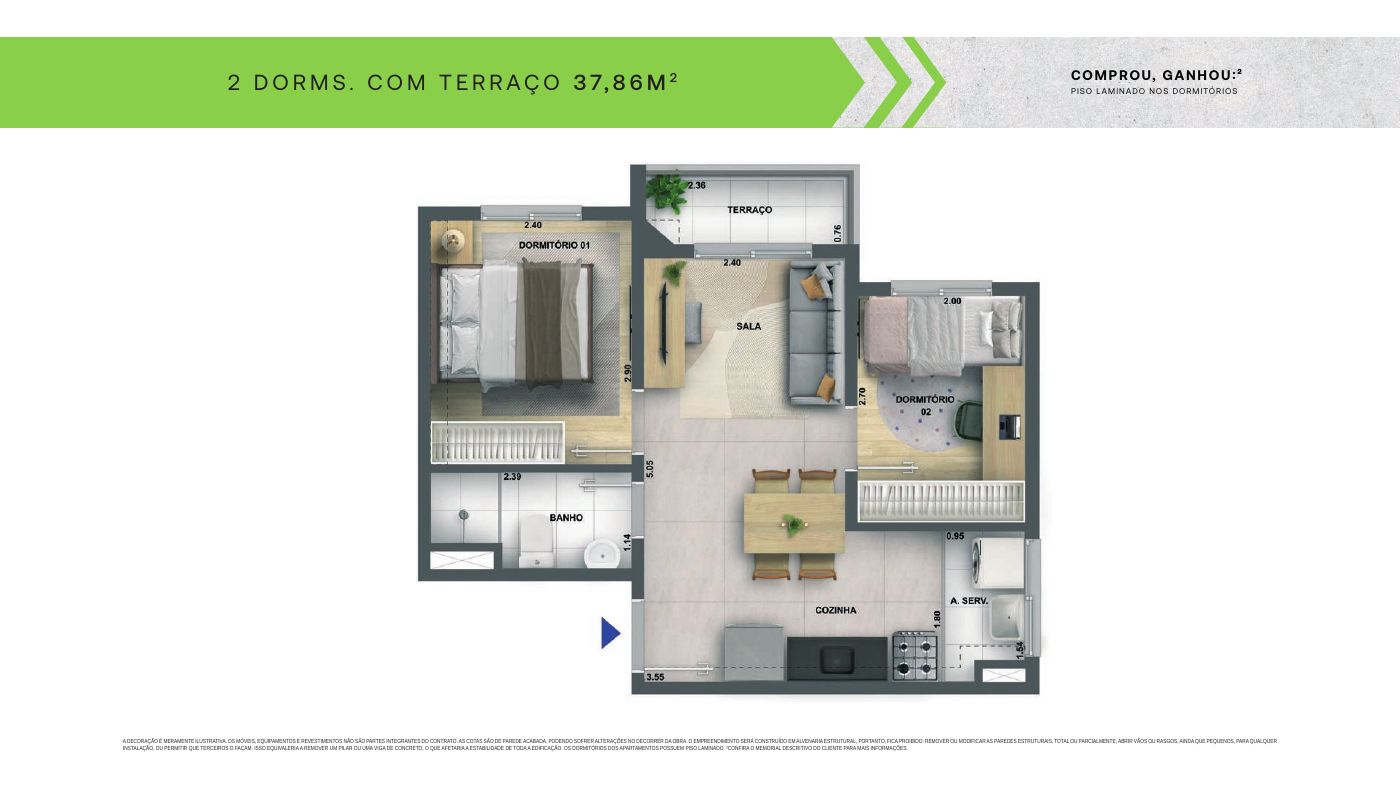 2 DORMS. COM TERRAÇO 37,86M²
COMPROU, GANHOU:²
PISO LAMINADO NOS DORMITÓRIOS
2.36
TERRAÇO
0.76
2.40
DORMITÓRIO 01
2.90
2.40
SALA
2.00
2.70
DORMITÓRIO
02
5.05
2.39
BANHO
1.14
0.95
A. SERV.
COZINHA
1.80
1.54
3.55
A DECORAÇÃO É MERAMENTE ILUSTRATIVA. OS MÓVEIS, EQUIPAMENTOS E REVESTIMENTOS NÃO SÃO PARTES INTEGRANTES DO CONTRATO. AS COTAS SÃO DE PAREDE ACABADA, PODENDO SOFRER ALTERAÇÕES NO DECORRER DA OBRA. O EMPREENDIMENTO SERÁ CONSTRUÍDO EM ALVENARIA ESTRUTURAL, PORTANTO, FICA PROIBIDO: REMOVER OU MODIFICAR AS PAREDES ESTRUTURAIS, TOTAL OU PARCIALMENTE; ABRIR VÃOS OU RASGOS, AINDA QUE PEQUENOS, PARA QUALQUER
INSTALAÇÃO, OU PERMITIR QUE TERCEIROS O FAÇAM. ISSO EQUIVALERIA A REMOVER UM PILAR OU UMA VIGA DE CONCRETO, O QUE AFETARIA A ESTABILIDADE DE TODA A EDIFICAÇÃO. OS DORMITÓRIOS DOS APARTAMENTOS POSSUEM PISO LAMINADO. ²CONFIRA O MEMORIAL DESCRITIVO DO CLIENTE PARA MAIS INFORMAÇÕES.